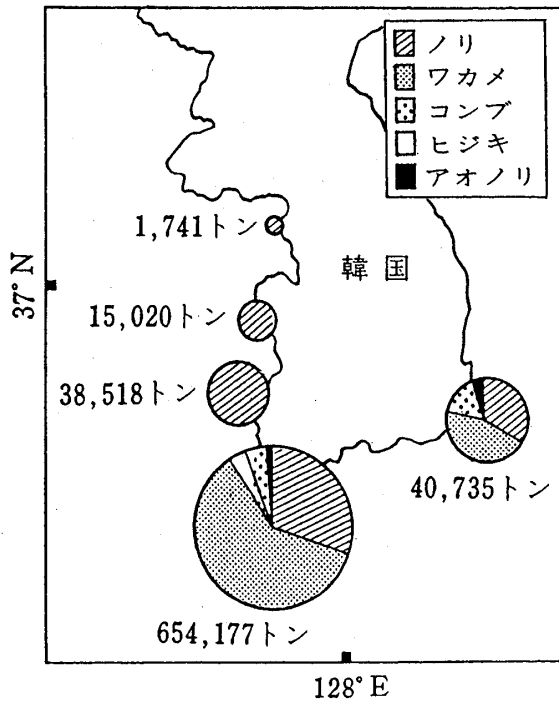 ノリ
ワカメ
コンブ
ヒジキ
アオノリ
1,741トン
韓国
37°N
15,020トン
38,518トン
40,735トン
654,177トン
128°E